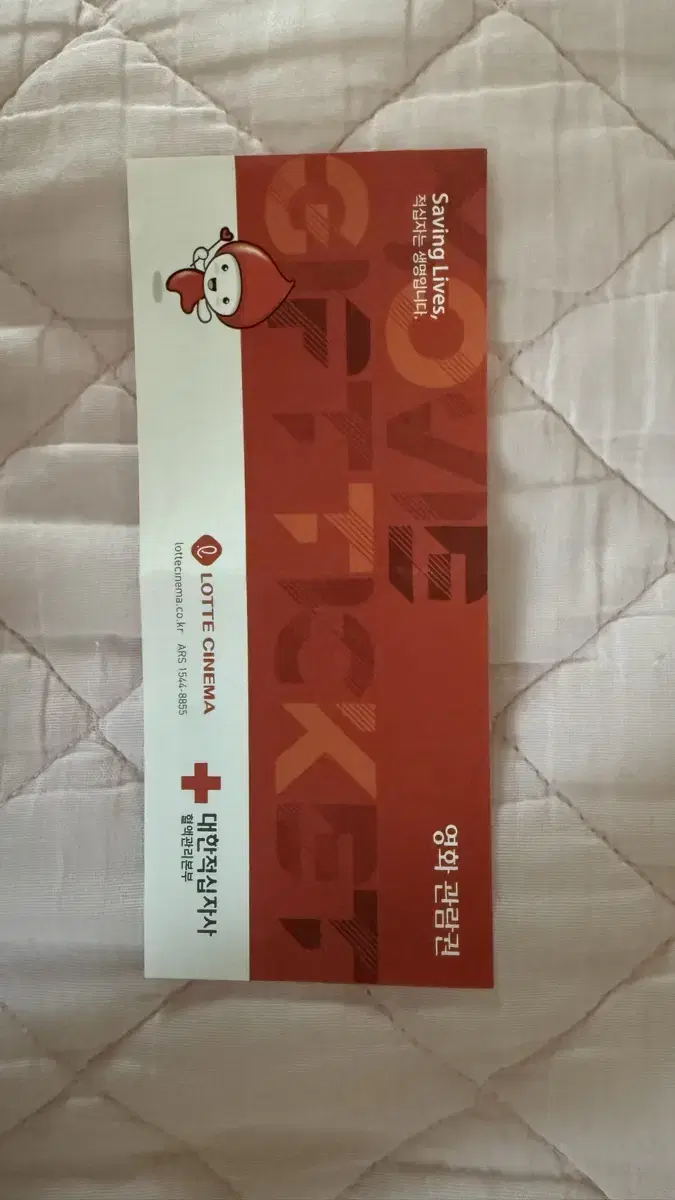 Saving Lives,
적십자는 생명입니다.
영화 관람권
MOVIE
GIFT TICKET
LOTTE CINEMA
lottecinema.co.kr ARS 1544-8855
대한적십자사
혈액관리본부